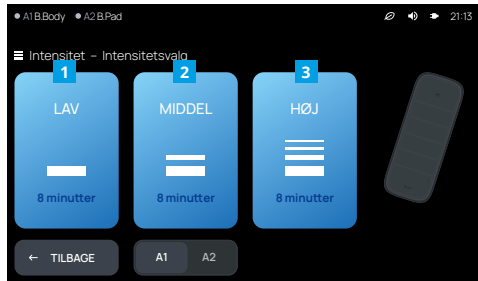 A1 B.Body A2 B.Pad 21:13
Intensitet – Intensitetsvalg
1 2 3
LAV MIDDEL HØJ
8 minutter 8 minutter 8 minutter
← TILBAGE A1 A2